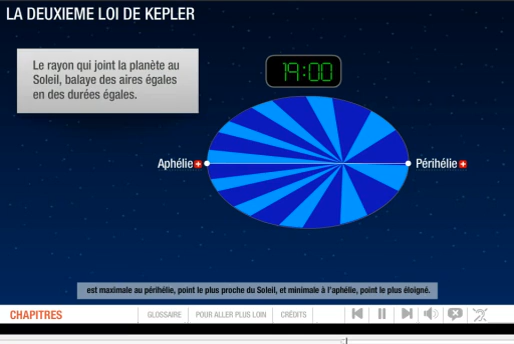 LA DEUXIEME LOI DE KEPLER
Le rayon qui joint la planète au
Soleil, balaye des aires égales
en des durées égales.
19:00
Aphélie
Périhélie
est maximale au périhélie, point le plus proche du Soleil, et minimale à l'aphélie, point le plus éloigné.
CHAPITRES
GLOSSAIRE
POUR ALLER PLUS LOIN
CRÉDITS